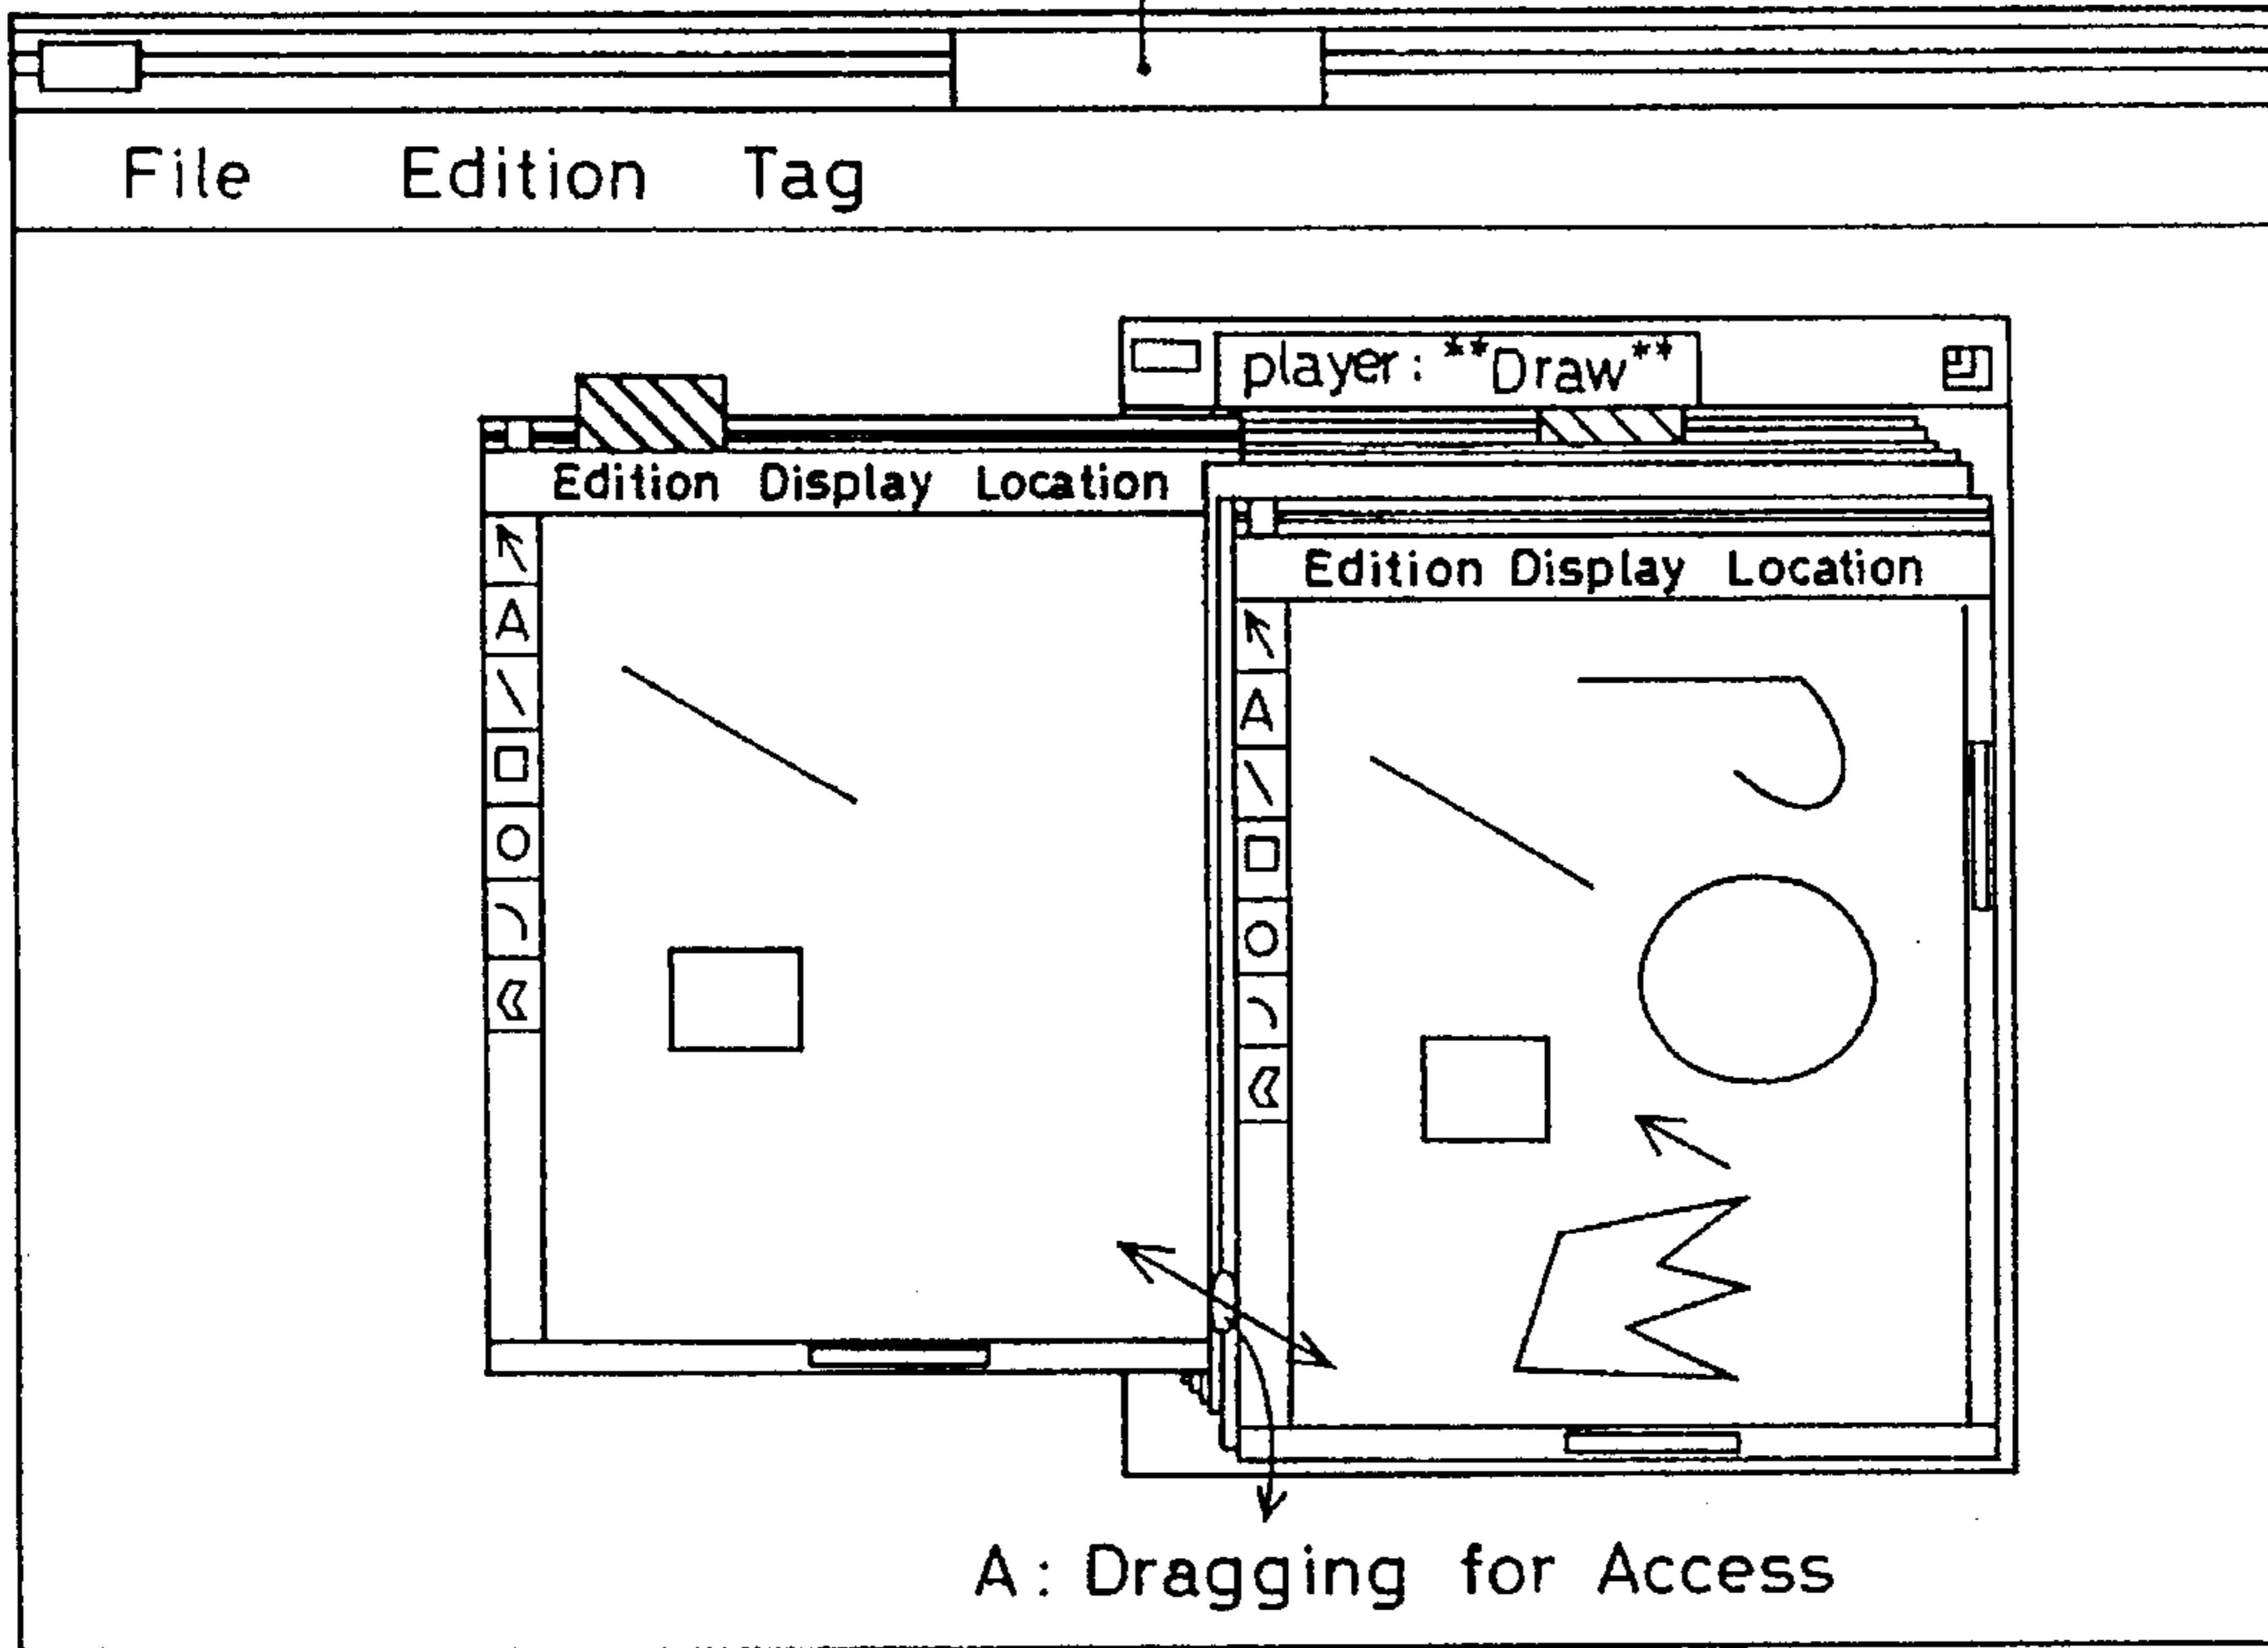 File Edition Tag
player: **Draw**
Edition Display Location
Edition Display Location
A
A
A: Dragging for Access